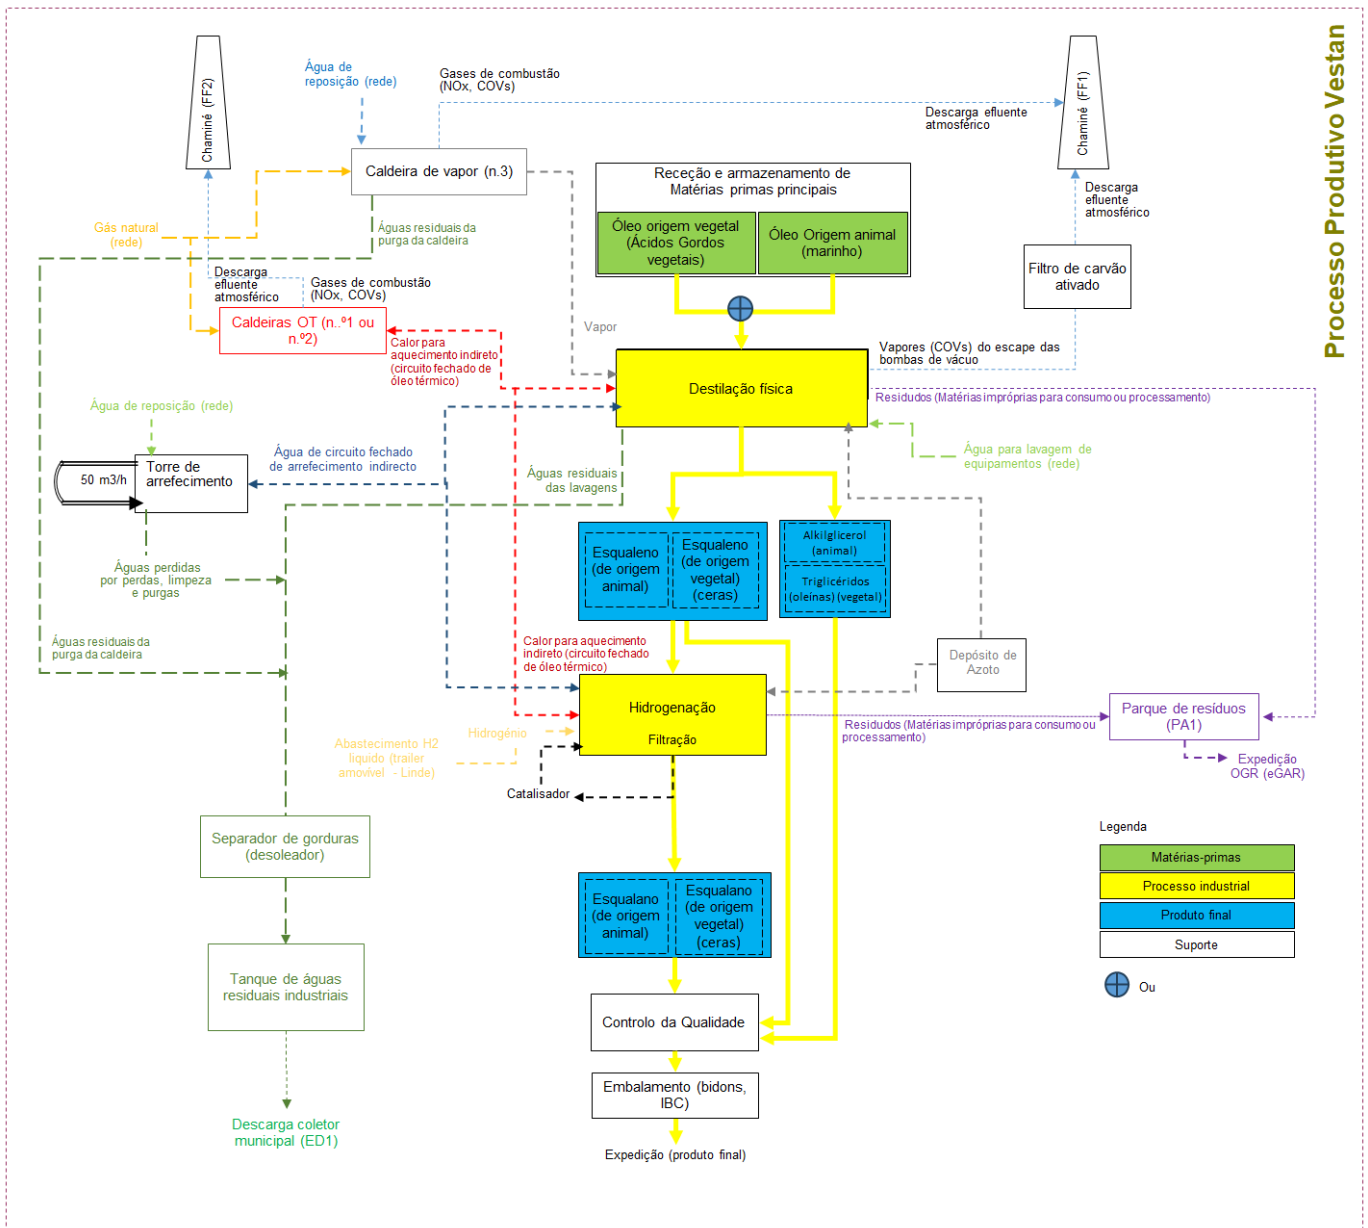 Processo Produtivo Vestan
Chaminé (FF2)
Água de
reposição (rede)
Gases de combustão
(NOx, COVs)
Descarga efluente
atmosférico
Chaminé (FF1)
Caldeira de vapor (n.3)
Receção e armazenamento de
Matérias primas principais
Óleo origem vegetal
(Ácidos Gordos
vegetais)
Óleo Origem animal
(marinho)
Descarga
efluente
atmosférico
Gás natural
(rede)
Águas residuais da
purga da caldeira
Filtro de carvão
ativado
Descarga
efluente
atmosférico
Gases de combustão
(NOx, COVs)
Caldeiras OT (n..º1 ou
n.º2)
Calor para
aquecimento indireto
(circuito fechado de
óleo térmico)
Vapor
Destilação física
Vapores (COVs) do escape das
bombas de vácuo
Residudos (Matérias impróprias para consumo ou processamento)
Água de reposição (rede)
Água de circuito fechado
de arrefecimento indirecto
Água para lavagem de
equipamentos (rede)
50 m3/h
Torre de
arrefecimento
Águas residuais
das lavagens
Esqualeno
(de origem
animal)
Esqualeno
(de origem
vegetal)
(ceras)
Alkilglicerol
(animal)
Triglicéridos
(oleínas) (vegetal)
Águas perdidas
por perdas, limpeza
e purgas
Águas residuais da
purga da caldeira
Calor para aquecimento
indireto (circuito fechado
de óleo térmico)
Depósito de
Azoto
Hidrogenação
Filtração
Hidrogénio
Abastecimento H2
liquido (trailer
amovível - Linde)
Catalisador
Residudos (Matérias impróprias para consumo ou
processamento)
Parque de resíduos
(PA1)
Expedição
OGR (eGAR)
Separador de gorduras
(desoleador)
Esqualano
(de origem
animal)
Esqualano
(de origem
vegetal)
(ceras)
Legenda
Matérias-primas
Processo industrial
Produto final
Suporte
Ou
Tanque de águas
residuais industriais
Controlo da Qualidade
Embalamento (bidons,
IBC)
Descarga coletor
municipal (ED1)
Expedição (produto final)